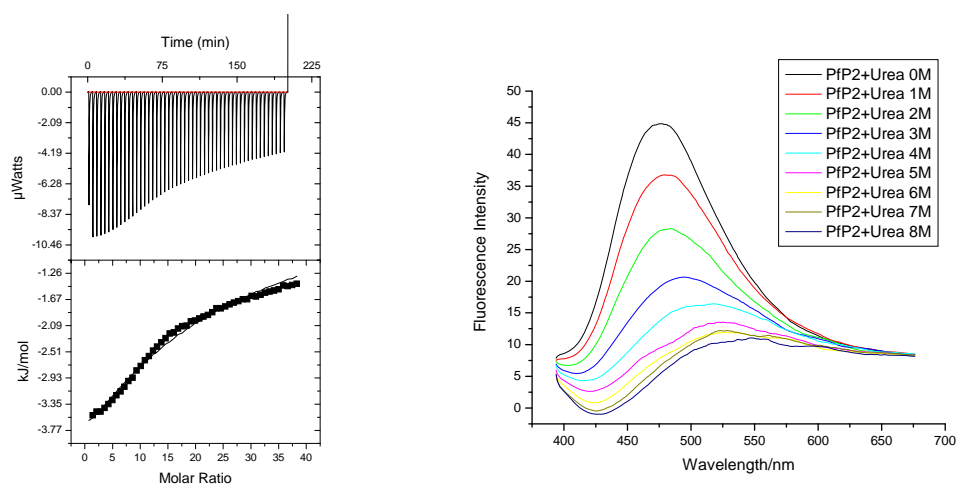 Time (min)
0 75 150 225
0.00
-2.09
-4.19
-6.28
-8.37
-10.46
µWatts
-1.26
-1.67
-2.09
-2.51
-2.93
-3.35
-3.77
kJ/mol
0 5 10 15 20 25 30 35 40
Molar Ratio
PfP2+Urea 0M
PfP2+Urea 1M
PfP2+Urea 2M
PfP2+Urea 3M
PfP2+Urea 4M
PfP2+Urea 5M
PfP2+Urea 6M
PfP2+Urea 7M
PfP2+Urea 8M
50
45
40
35
30
25
20
15
10
5
0
Fluorescence Intensity
400 450 500 550 600 650 700
Wavelength/nm